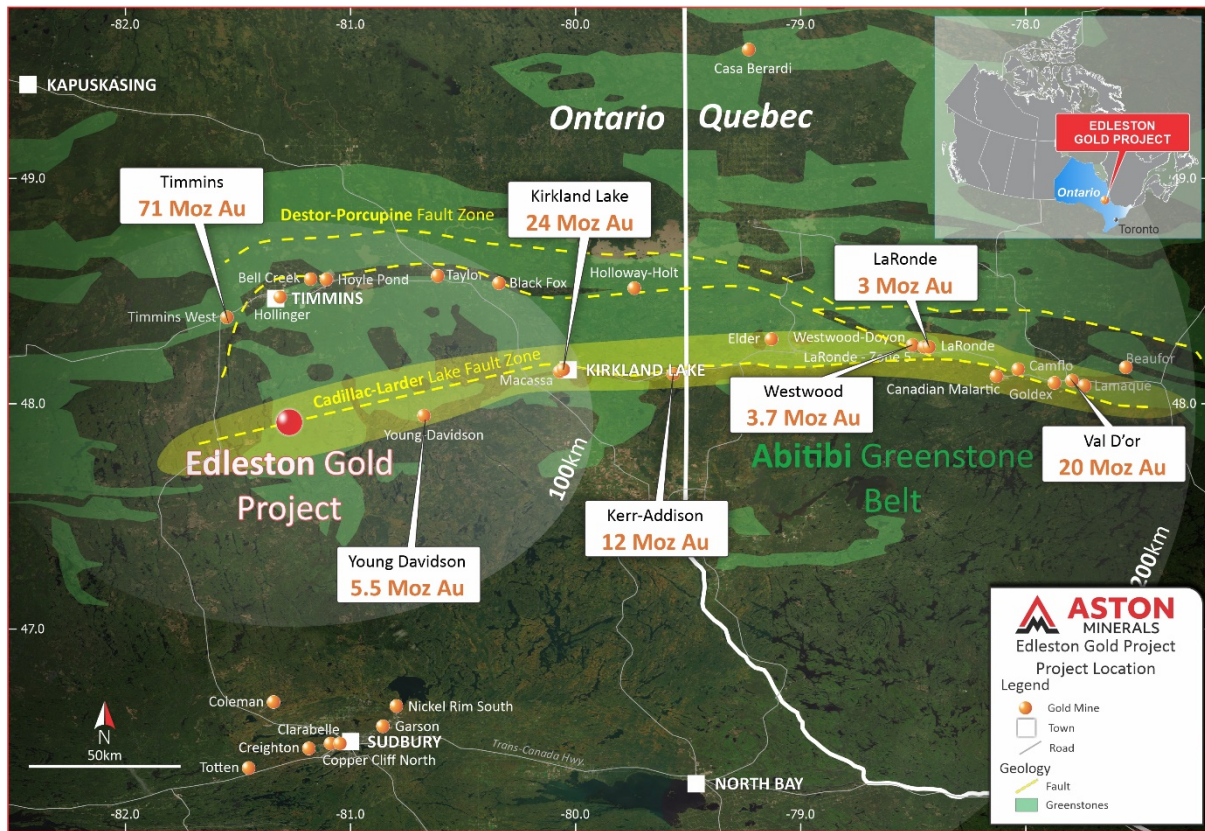 -82.0
-81.0
-80.0
-79.0
-78.0
KAPUSKASING
Casa Berardi
Ontario
Quebec
EDLESTON
GOLD PROJECT
Ontario
Toronto
49.0
49.0
Timmins
71 Moz Au
Destor-Porcupine Fault Zone
Kirkland Lake
24 Moz Au
LaRonde
3 Moz Au
Bell Creek
Hoyle Pond
Taylor
Black Fox
Holloway-Holt
TIMMINS
Hollinger
Timmins West
Elder
Westwood-Doyon
LaRonde
LaRonde - Zone 5
Cadillac-Larder Lake Fault Zone
Macassa
KIRKLAND LAKE
Westwood
3.7 Moz Au
Canadian Malartic
Camflo
Goldex
Beaufor
Lamaque
48.0
48.0
Young Davidson
Edleston Gold
Project
100km
Abitibi Greenstone
Belt
Val D'or
20 Moz Au
Kerr-Addison
12 Moz Au
Young Davidson
5.5 Moz Au
200km
47.0
ASTON
MINERALS
Edleston Gold Project
Project Location
Legend
Gold Mine
Town
Road
Geology
Fault
Greenstones
Coleman
Nickel Rim South
Garson
Clarabelle
Creighton
SUDBURY
Copper Cliff North
Totten
Trans-Canada Hwy.
NORTH BAY
N
50km
-82.0
-81.0
-80.0
-79.0